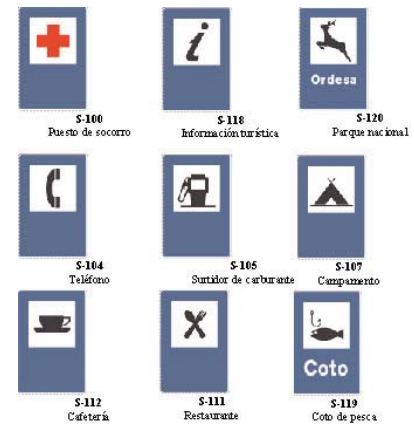 Ordesa
S-100
Puesto de socorro
S-118
Información turística
S-120
Parque nacional
S-104
Teléfono
S-105
Surtidor de carburante
S-107
Campamento
Coto
S-112
Cafetería
S-111
Restaurante
S-119
Coto de pesca